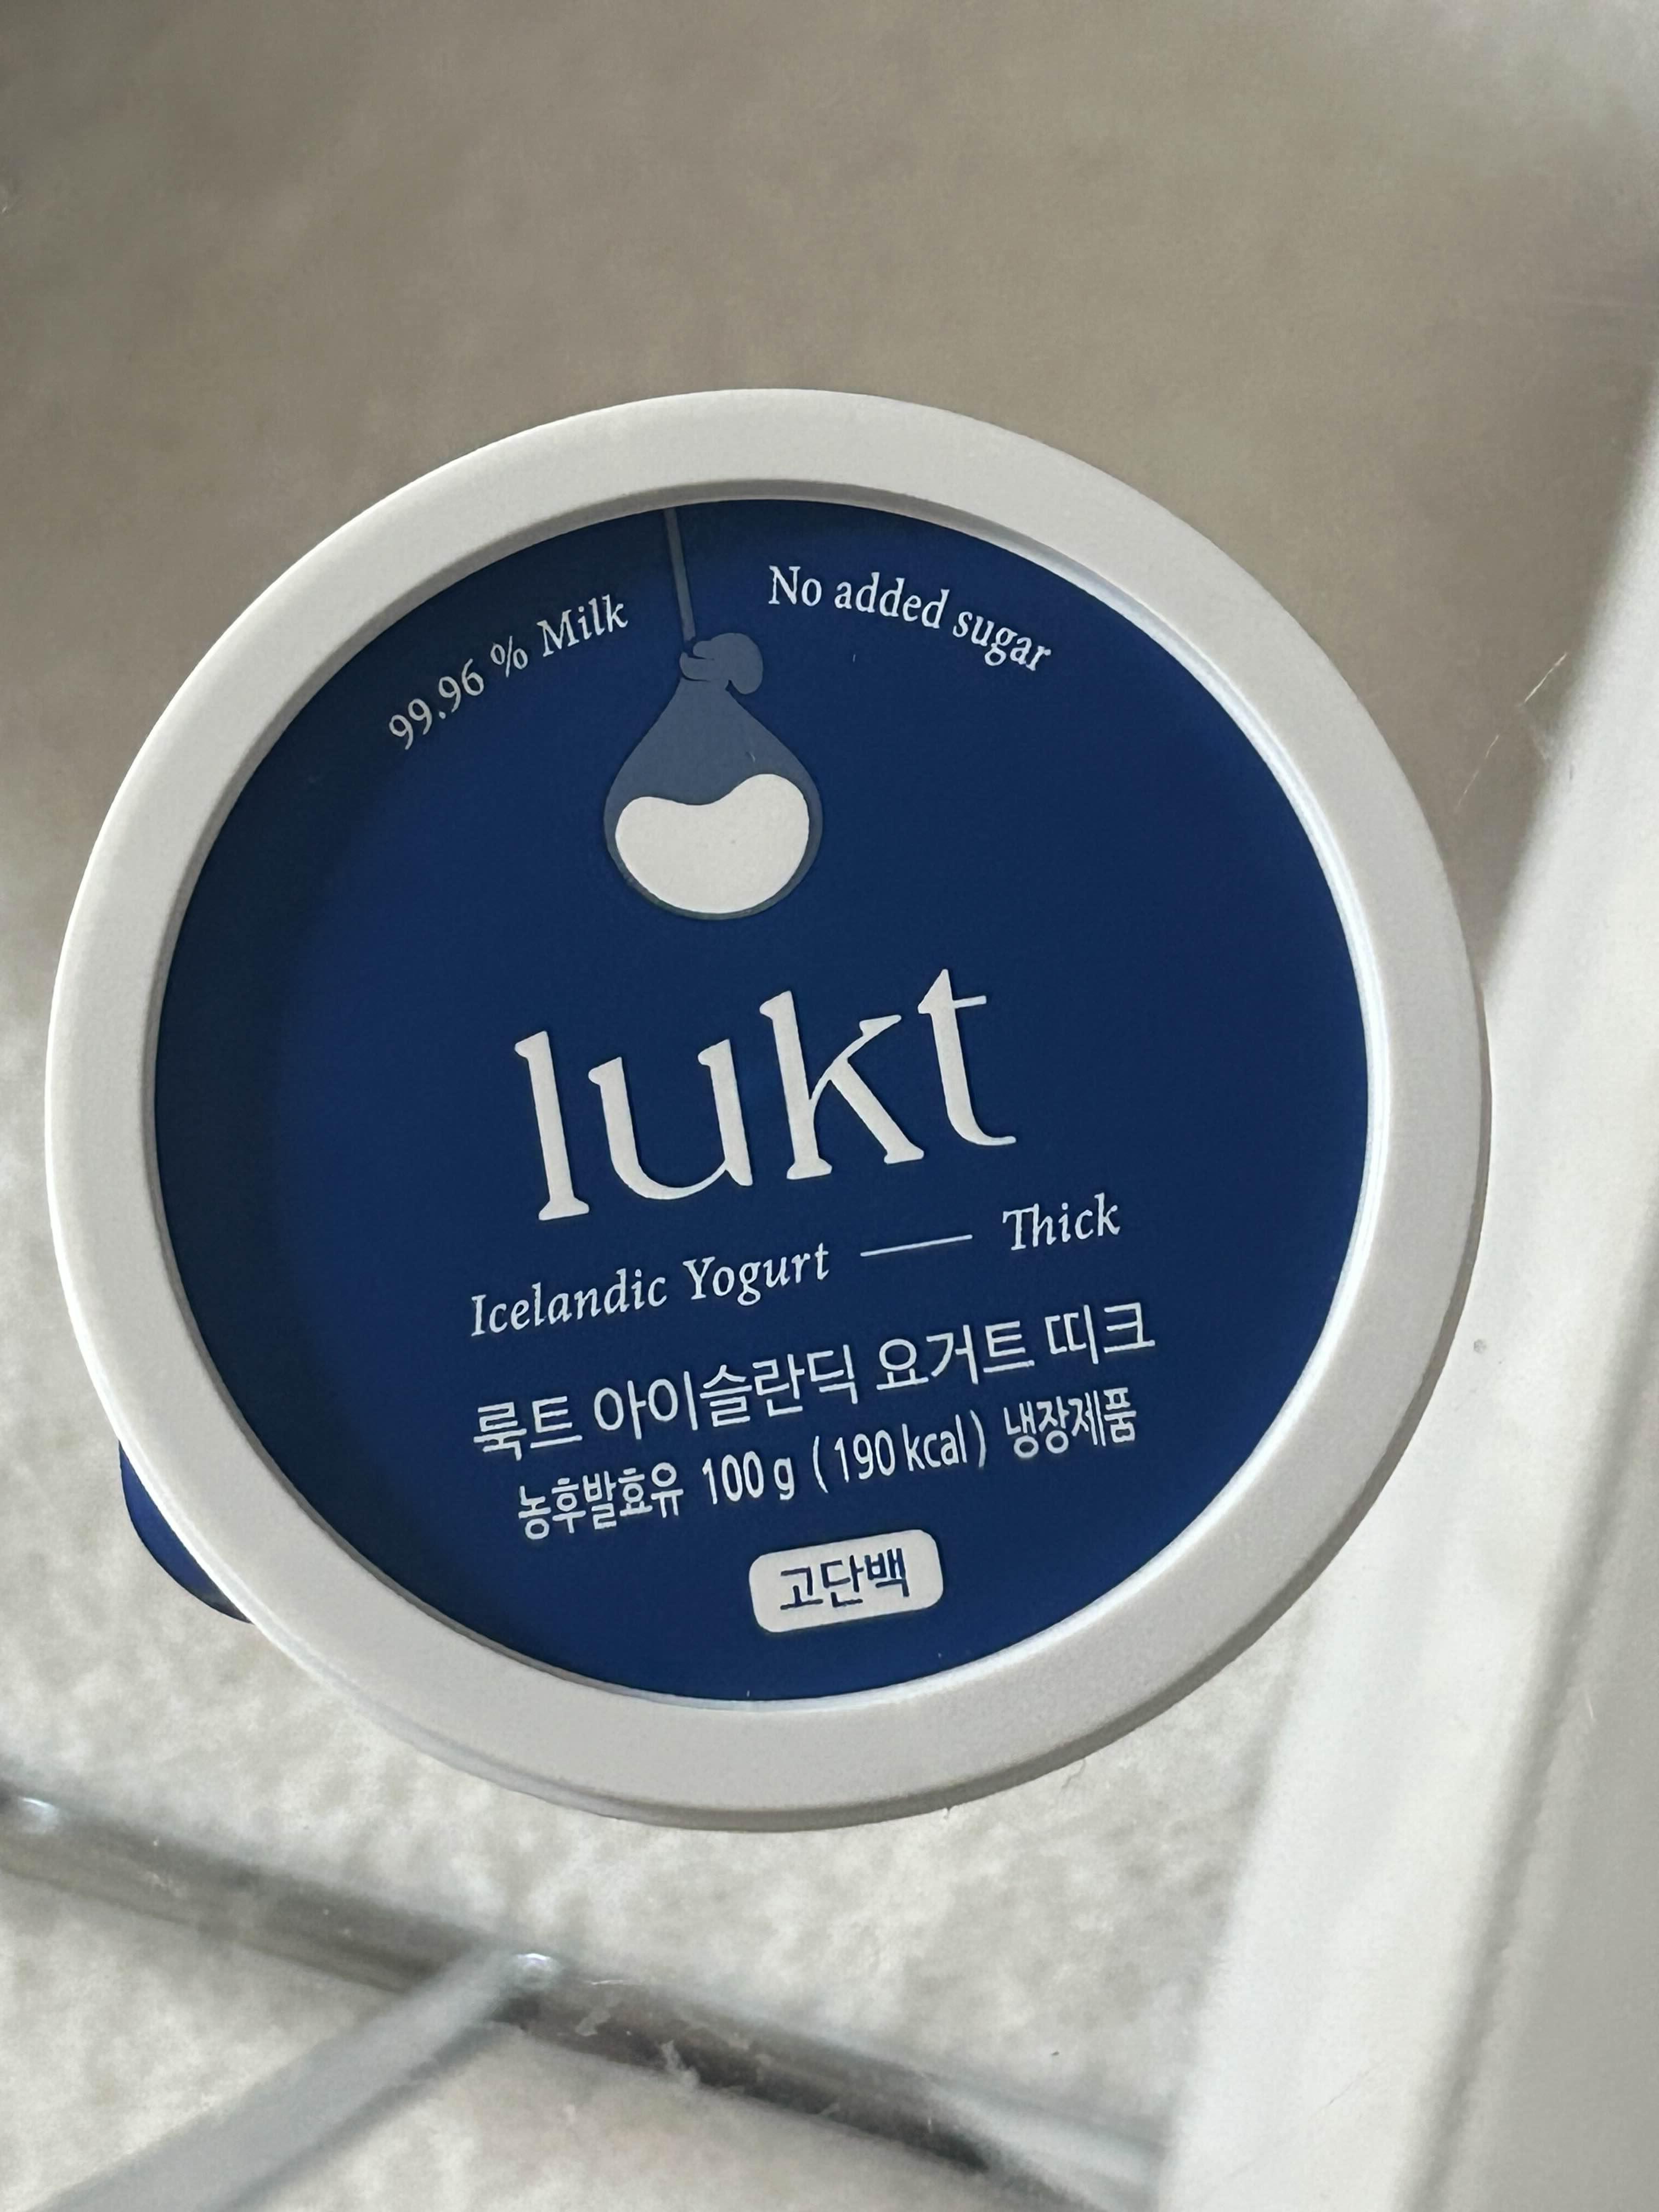 99.96 % Milk
No added sugar
lukt
Icelandic Yogurt — Thick
룩트 아이슬란딕 요거트 띠크
농후발효유 100 g ( 190 kcal ) 냉장제품
고단백